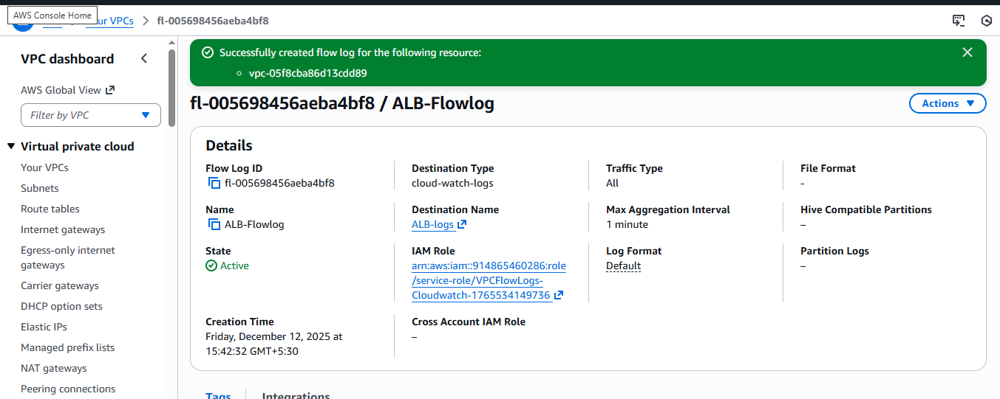 AWS Console Home
Your VPCs
fl-005698456aeba4bf8
VPC dashboard
AWS Global View
Filter by VPC
Virtual private cloud
Your VPCs
Subnets
Route tables
Internet gateways
Egress-only internet
gateways
Carrier gateways
DHCP option sets
Elastic IPs
Managed prefix lists
NAT gateways
Peering connections
Successfully created flow log for the following resource:
vpc-05f8cba86d13cdd89
fl-005698456aeba4bf8 / ALB-Flowlog
Actions
Details
Flow Log ID
fl-005698456aeba4bf8
Destination Type
cloud-watch-logs
Traffic Type
All
File Format
-
Name
ALB-Flowlog
Destination Name
ALB-logs
Max Aggregation Interval
1 minute
Hive Compatible Partitions
–
State
Active
IAM Role
arn:aws:iam::914865460286:role
/service-role/VPCFlowLogs-
Cloudwatch-1765534149736
Log Format
Default
Partition Logs
–
Creation Time
Friday, December 12, 2025 at
15:42:32 GMT+5:30
Cross Account IAM Role
–
Tags
Integrations